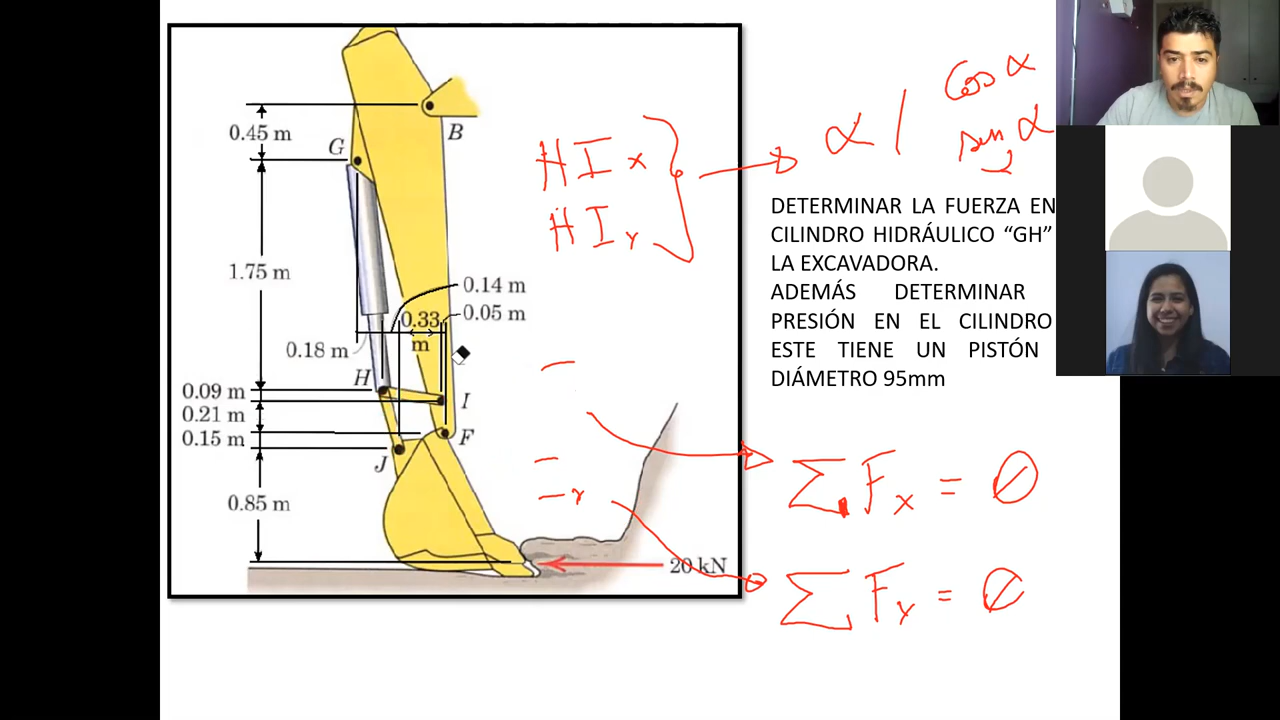 0.45 m
G
B
1.75 m
0.14 m
0.33
0.05 m
m
0.18 m
H
0.09 m
I
0.21 m
0.15 m
F
J
0.85 m
20 kN
HI x
HI Y
α
Cos α
sen α
DETERMINAR LA FUERZA EN
CILINDRO HIDRÁULICO “GH”
LA EXCAVADORA.
ADEMÁS DETERMINAR
PRESIÓN EN EL CILINDRO
ESTE TIENE UN PISTÓN
DIÁMETRO 95mm
Σ Fx = 0
Σ FY = 0